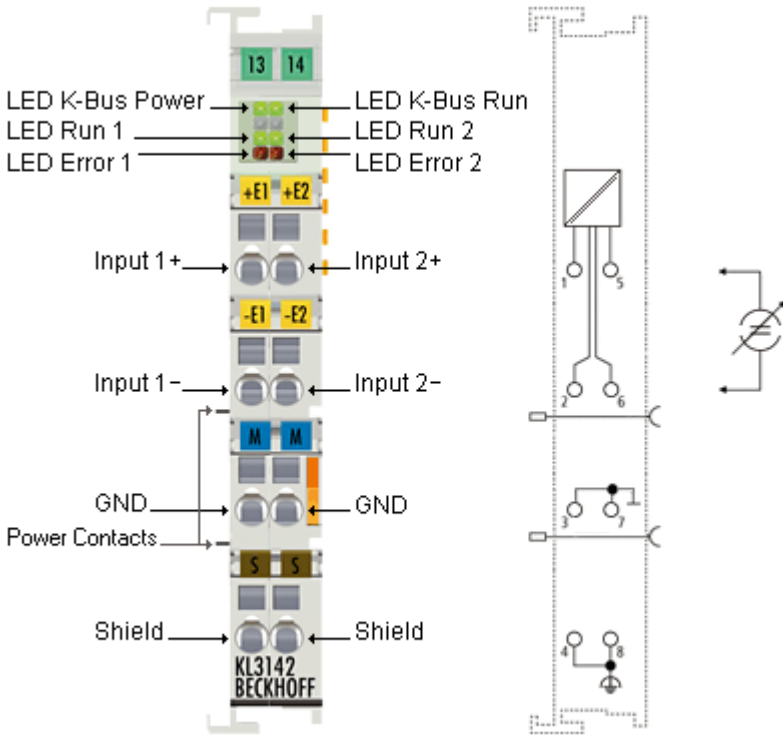 13 14
LED K-Bus Power
LED K-Bus Run
LED Run 1
LED Run 2
LED Error 1
LED Error 2
+E1 +E2
Input 1+
Input 2+
1
5
-E1 -E2
Input 1−
Input 2−
2
6
M M
GND
GND
3
7
Power Contacts
S S
Shield
Shield
4
8
KL3142
BECKHOFF